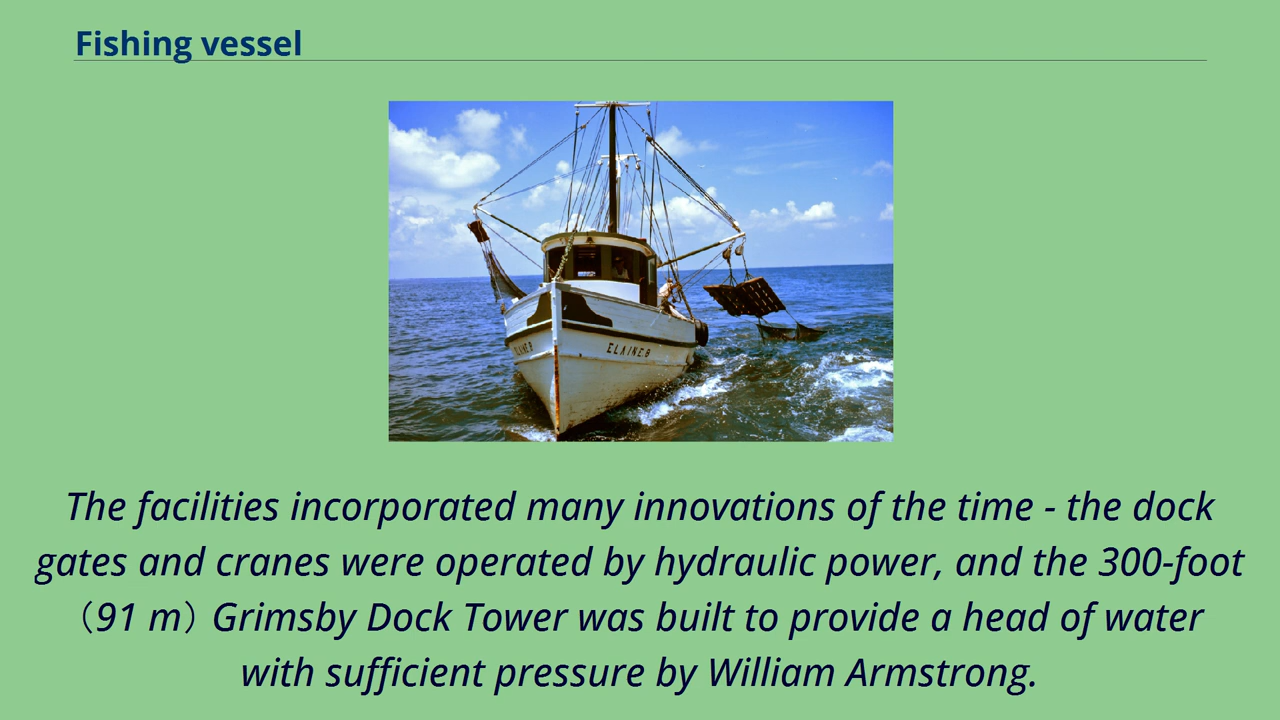 Fishing vessel
ELAINE B
ELAINE.B
The facilities incorporated many innovations of the time - the dock
gates and cranes were operated by hydraulic power, and the 300-foot
（91 m）Grimsby Dock Tower was built to provide a head of water
with sufficient pressure by William Armstrong.